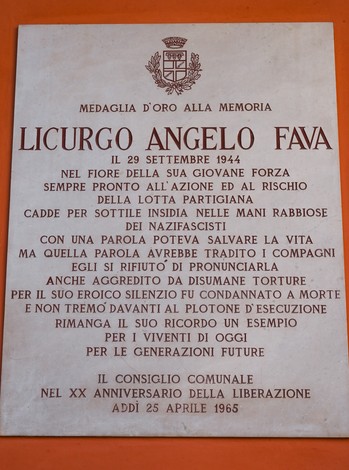 MEDAGLIA D'ORO ALLA MEMORIA
LICURGO ANGELO FAVA
IL 29 SETTEMBRE 1944
NEL FIORE DELLA SUA GIOVANE FORZA
SEMPRE PRONTO ALL'AZIONE ED AL RISCHIO
DELLA LOTTA PARTIGIANA
CADDE PER SOTTILE INSIDIA NELLE MANI RABBIOSE
DEI NAZIFASCISTI
CON UNA PAROLA POTEVA SALVARE LA VITA
MA QUELLA PAROLA AVREBBE TRADITO I COMPAGNI
EGLI SI RIFIUTO' DI PRONUNCIARLA
ANCHE AGGREDITO DA DISUMANE TORTURE
PER IL SUO EROICO SILENZIO FU CONDANNATO A MORTE
E NON TREMO' DAVANTI AL PLOTONE D'ESECUZIONE
RIMANGA IL SUO RICORDO UN ESEMPIO
PER I VIVENTI DI OGGI
PER LE GENERAZIONI FUTURE
IL CONSIGLIO COMUNALE
NEL XX ANNIVERSARIO DELLA LIBERAZIONE
ADDÌ 25 APRILE 1965